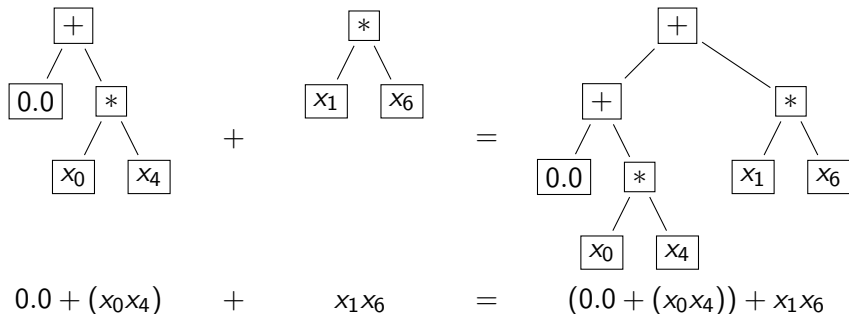 + * +
0.0 * x₁ x₆ + *
+ =
x₀ x₄ 0.0 * x₁ x₆
x₀ x₄
0.0 + (x₀x₄) + x₁x₆ = (0.0 + (x₀x₄)) + x₁x₆